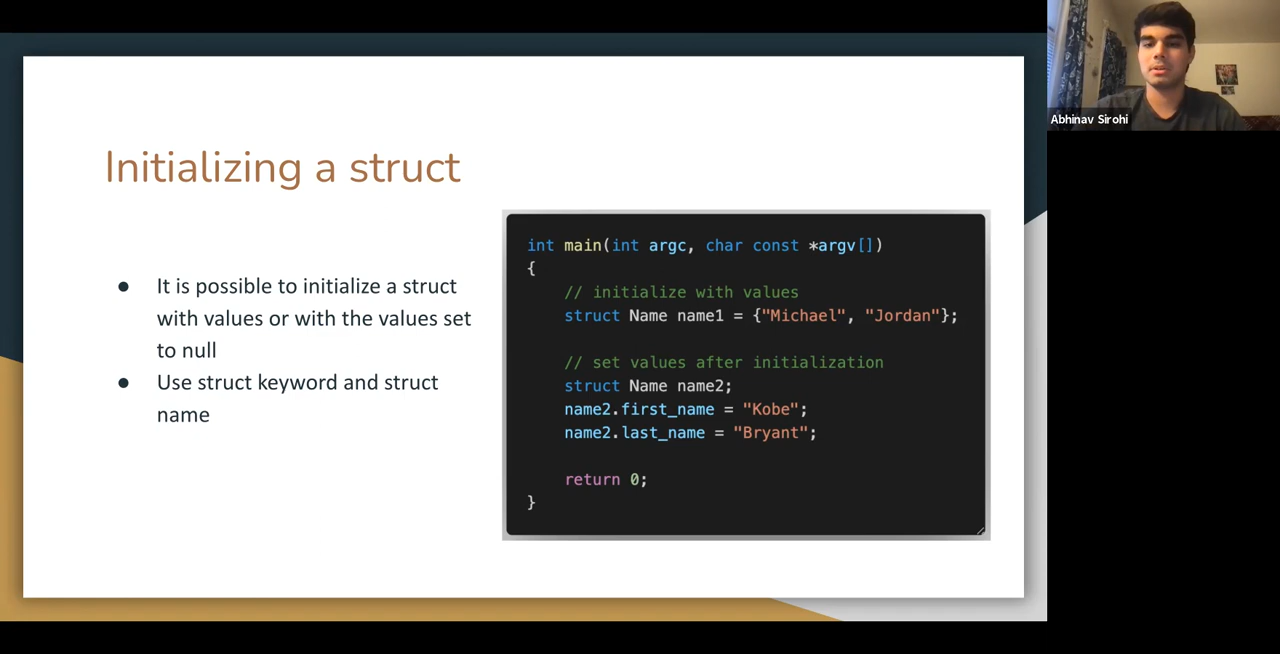 Abhinav Sirohi
Initializing a struct
● It is possible to initialize a struct
with values or with the values set
to null
● Use struct keyword and struct
name
int main(int argc, char const *argv[])
{
    // initialize with values
    struct Name name1 = {"Michael", "Jordan"};

    // set values after initialization
    struct Name name2;
    name2.first_name = "Kobe";
    name2.last_name = "Bryant";

    return 0;
}